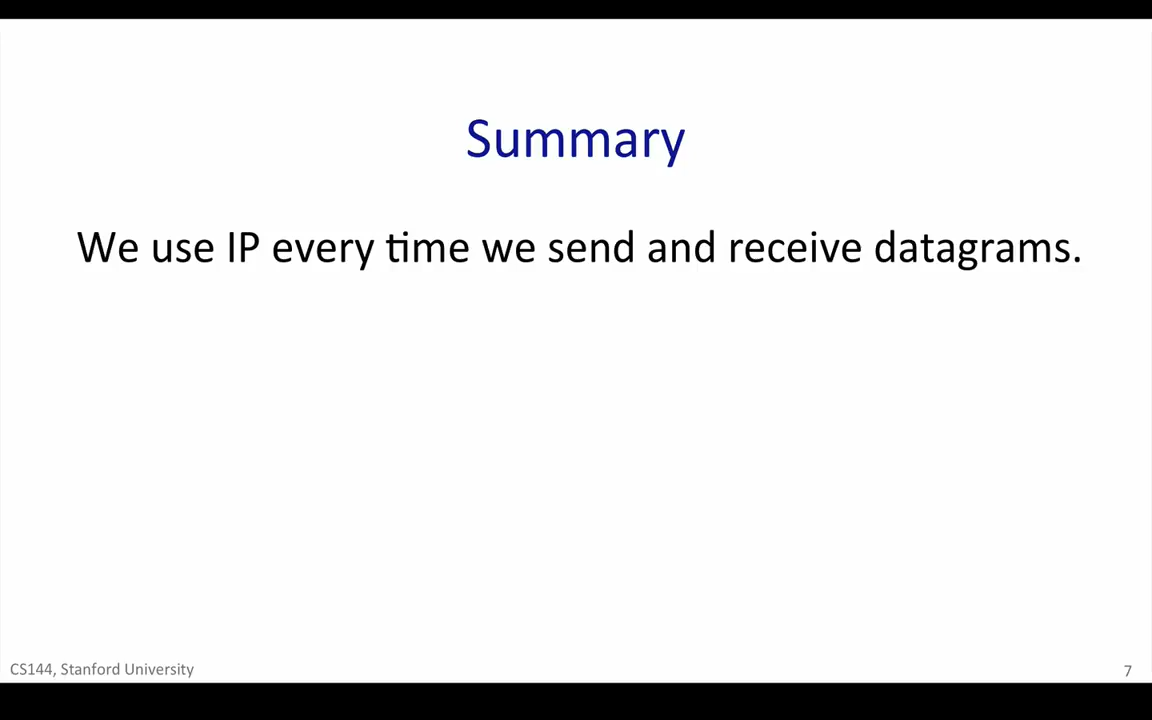 Summary
We use IP every time we send and receive datagrams.
CS144, Stanford University
7